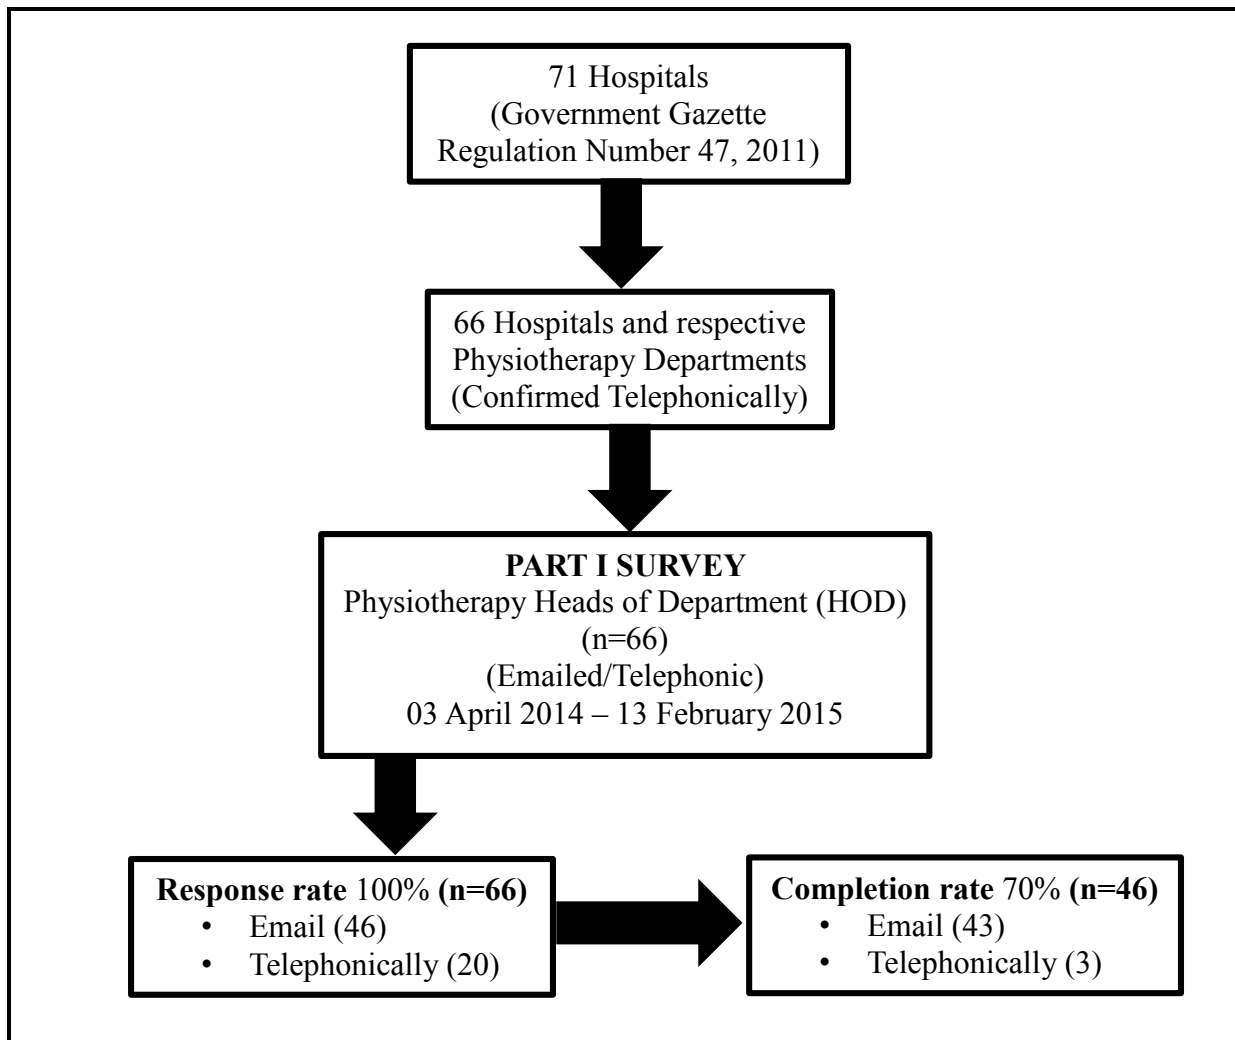 71 Hospitals
(Government Gazette
Regulation Number 47, 2011)
66 Hospitals and respective
Physiotherapy Departments
(Confirmed Telephonically)
PART I SURVEY
Physiotherapy Heads of Department (HOD)
(n=66)
(Emailed/Telephonic)
03 April 2014 – 13 February 2015
Response rate 100% (n=66)
• Email (46)
• Telephonically (20)
Completion rate 70% (n=46)
• Email (43)
• Telephonically (3)